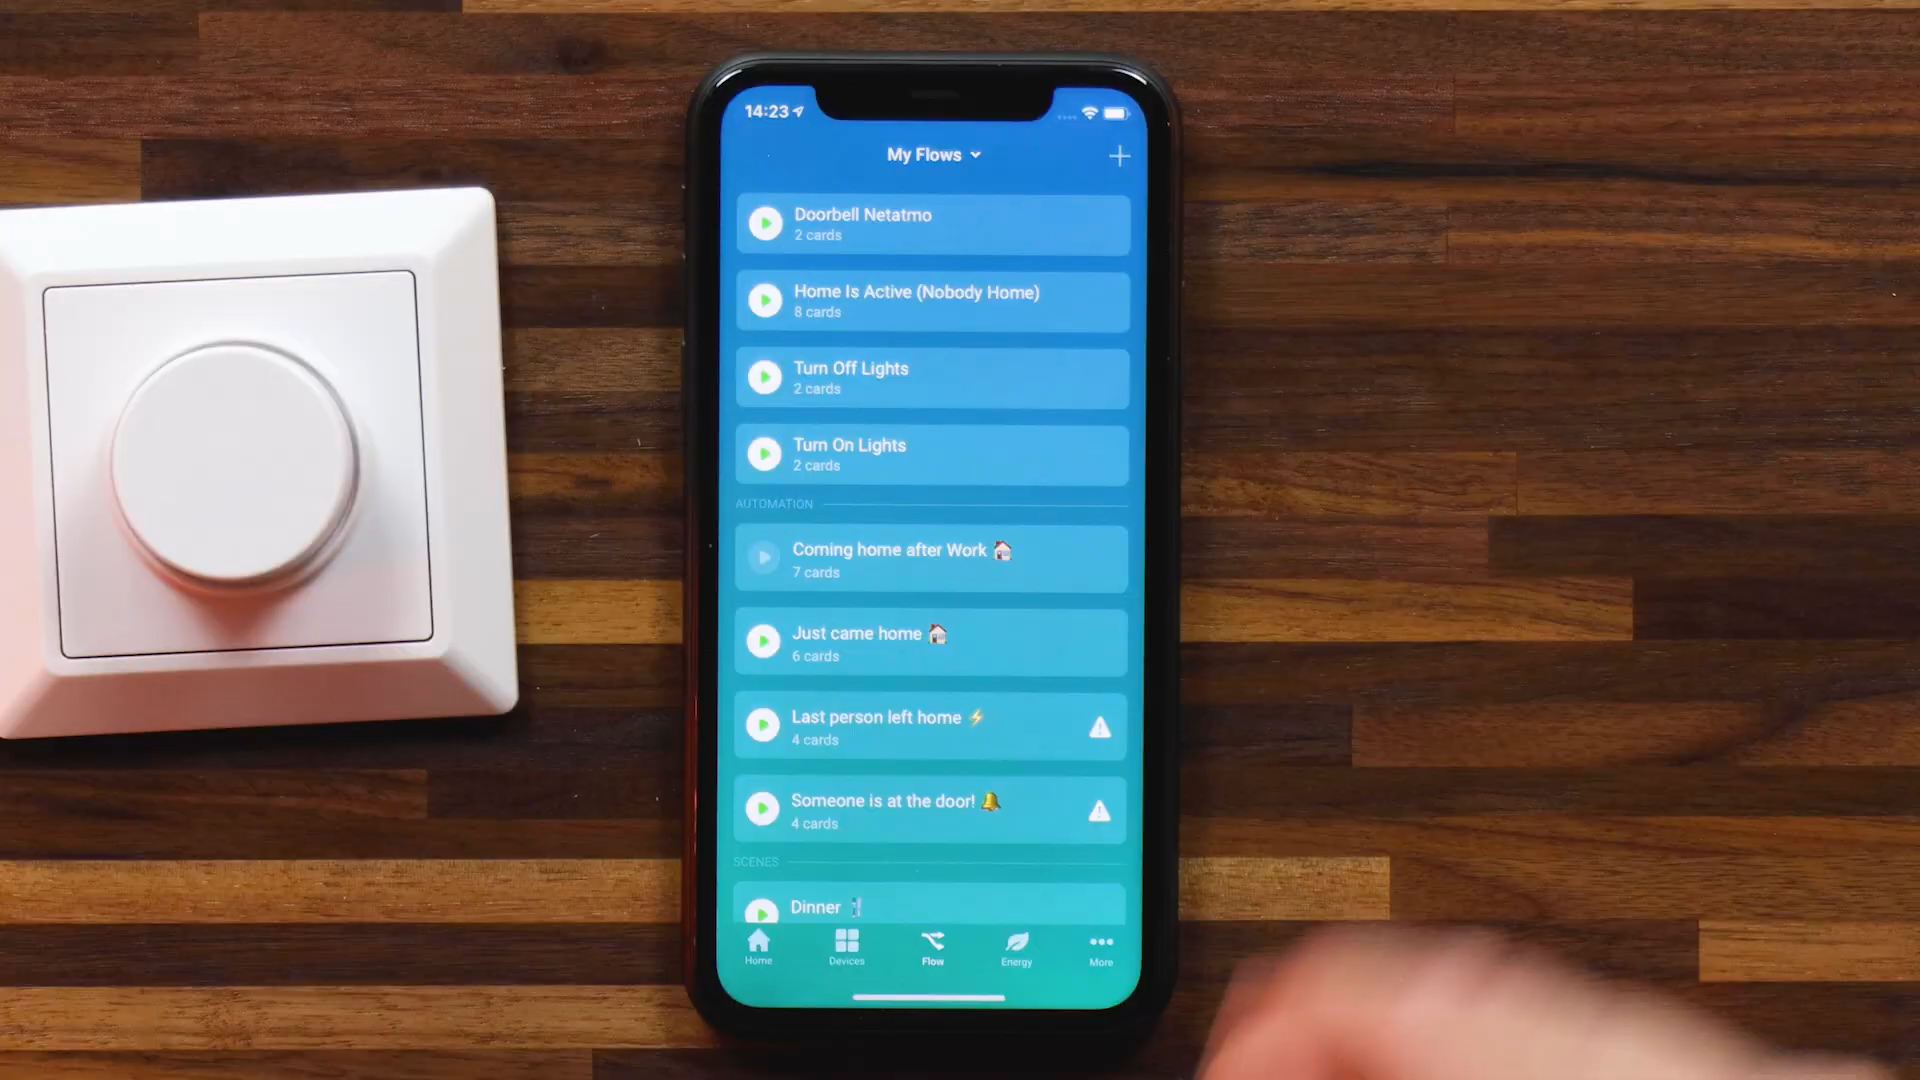 14:23
My Flows
Doorbell Netatmo
2 cards
Home Is Active (Nobody Home)
8 cards
Turn Off Lights
2 cards
Turn On Lights
2 cards
AUTOMATION
Coming home after Work 🏠
7 cards
Just came home 🏠
6 cards
Last person left home ⚡
4 cards
Someone is at the door! 🔔
4 cards
SCENES
Dinner 🍴
Home Devices Flow Energy More